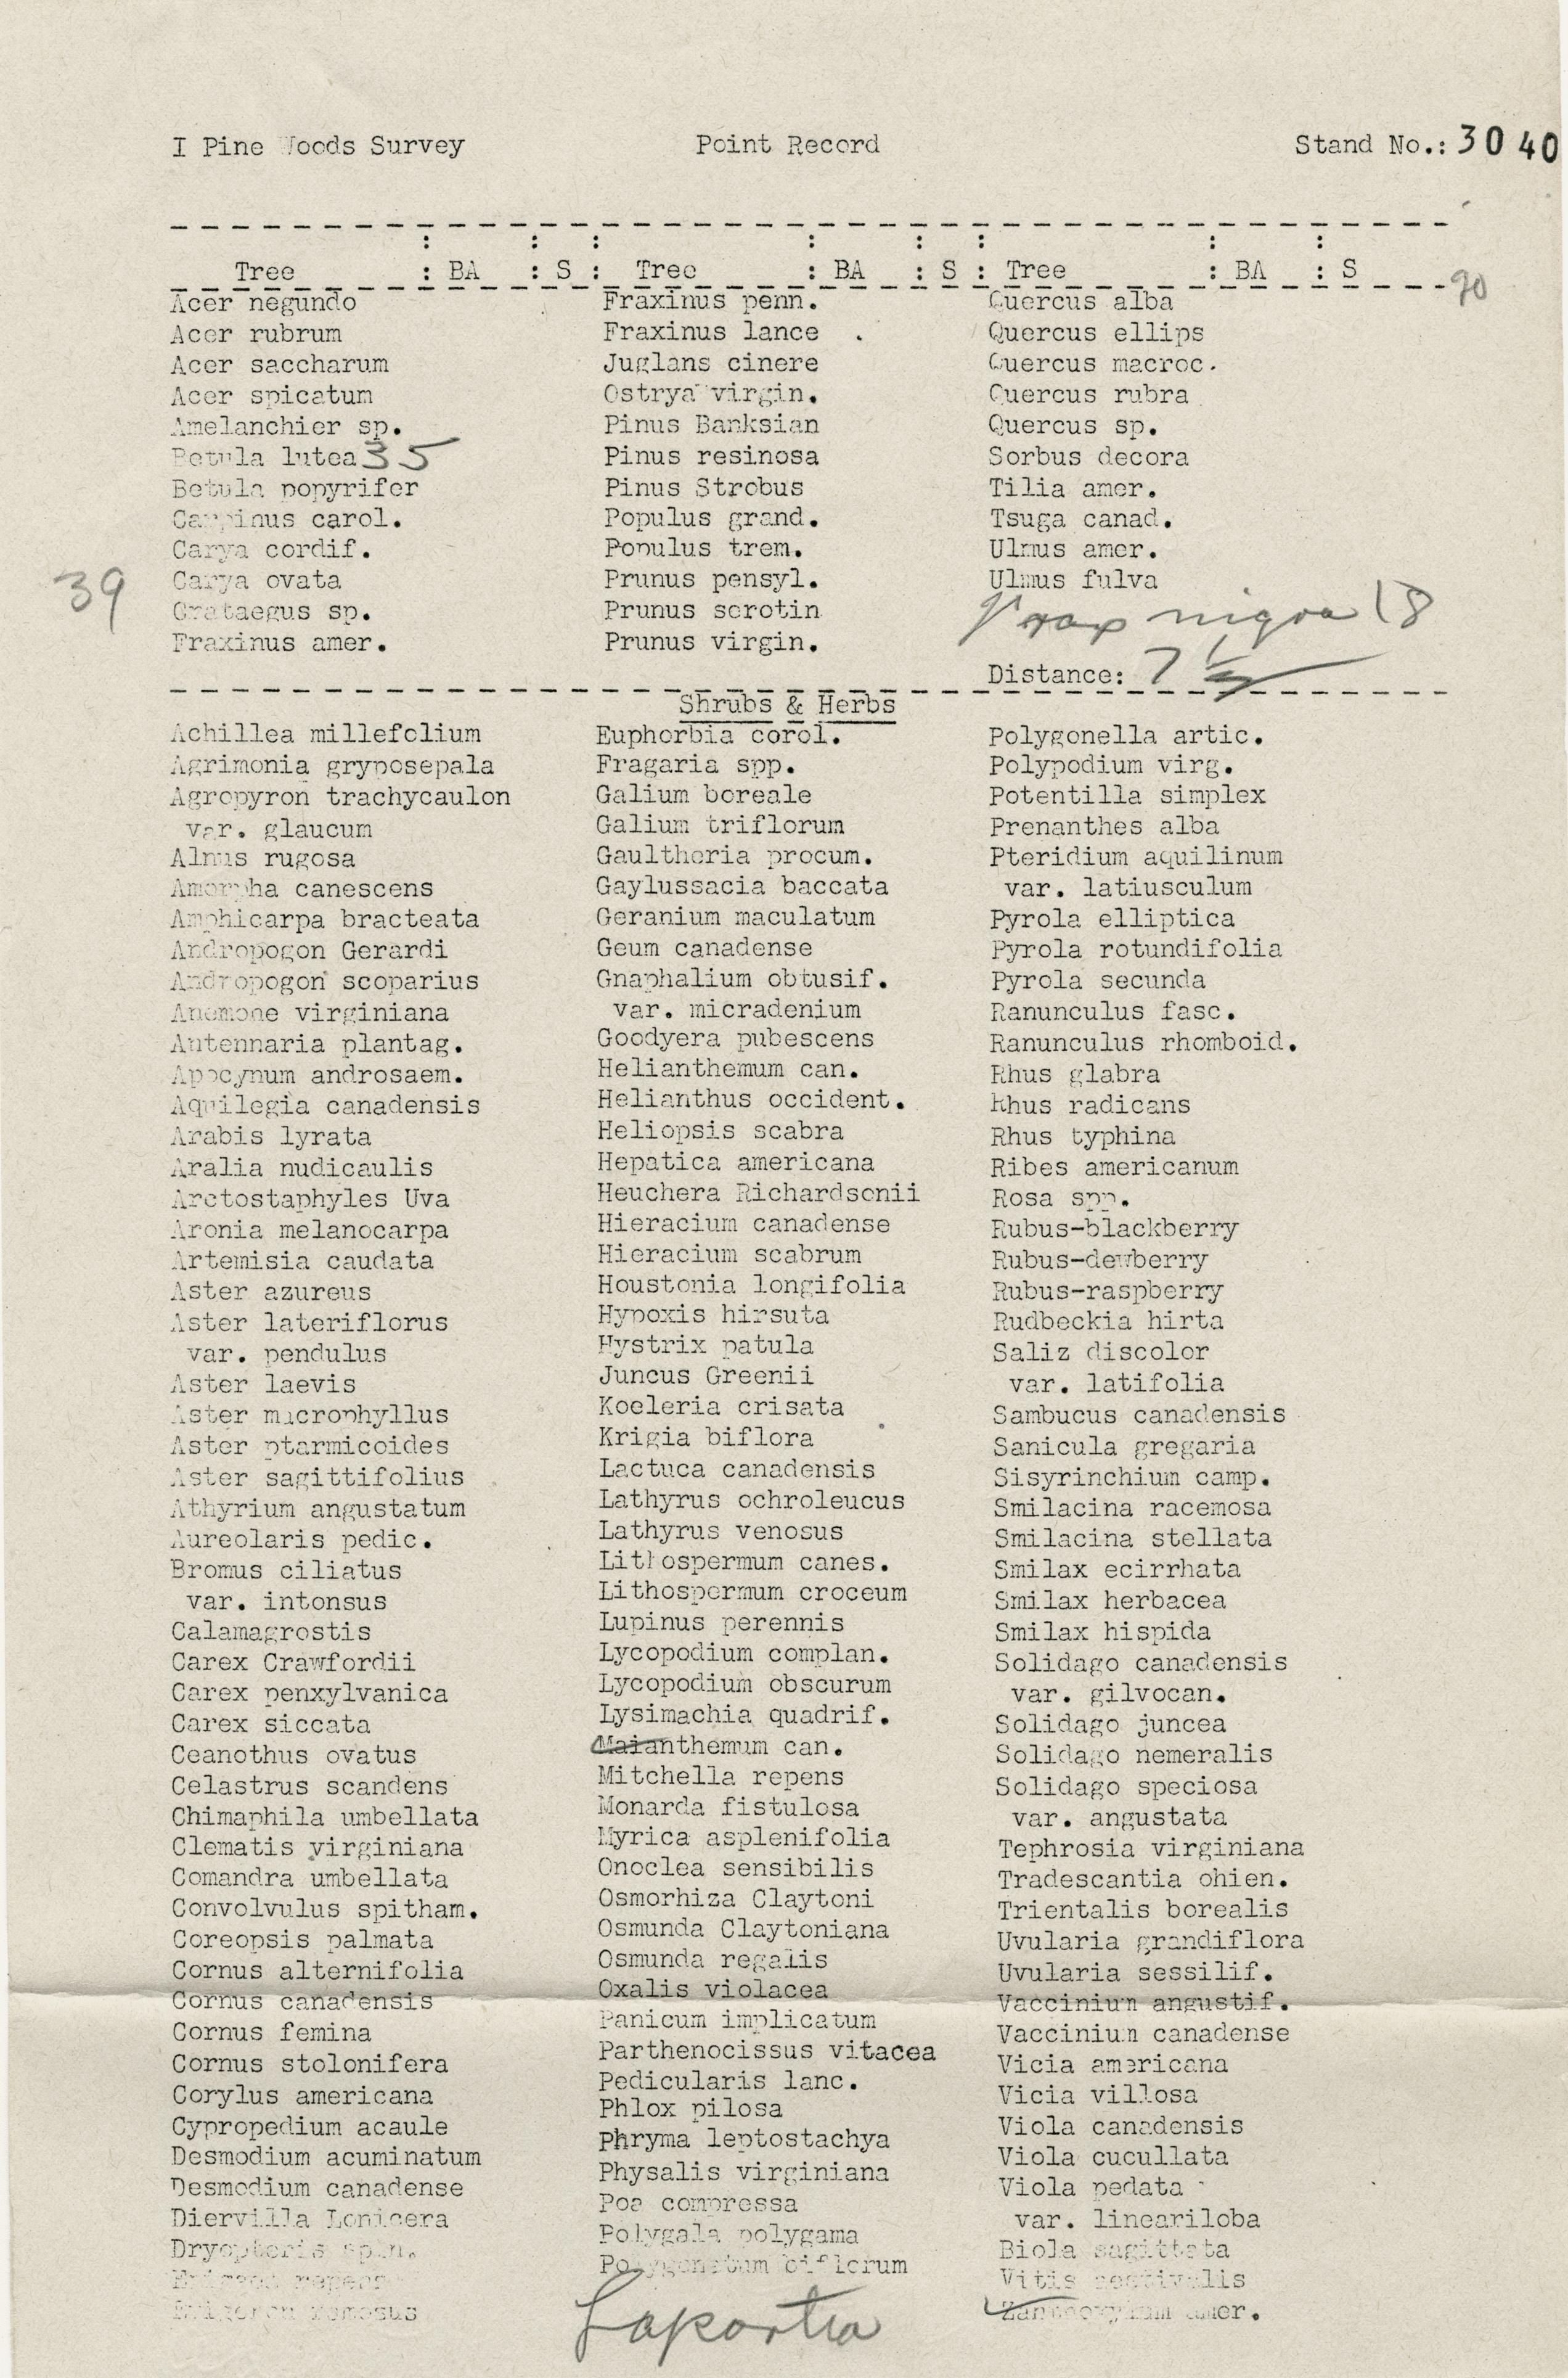 I Pine Woods Survey Point Record Stand No.: 3040
Tree : BA : S : Tree : BA : S : Tree : BA : S
90
Acer negundo
Acer rubrum
Acer saccharum
Acer spicatum
Amelanchier sp.
Betula lutea 35
Betula popyrifer
Carpinus carol.
Carya cordif.
39
Carya ovata
Crataegus sp.
Fraxinus amer.
Fraxinus penn.
Fraxinus lance
Juglans cinere
Ostrya virgin.
Pinus Banksian
Pinus resinosa
Pinus Strobus
Populus grand.
Populus trem.
Prunus pensyl.
Prunus serotin
Prunus virgin.
Quercus alba
Quercus ellips
Quercus macroc.
Quercus rubra
Quercus sp.
Sorbus decora
Tilia amer.
Tsuga canad.
Ulmus amer.
Ulmus fulva
Frax nigra 18
Distance: 7
Shrubs & Herbs
Achillea millefolium
Agrimonia gryposepala
Agropyron trachycaulon
var. glaucum
Alnus rugosa
Amorpha canescens
Amphicarpa bracteata
Andropogon Gerardi
Andropogon scoparius
Anemone virginiana
Antennaria plantag.
Apocynum androsaem.
Aquilegia canadensis
Arabis lyrata
Aralia nudicaulis
Arctostaphyles Uva
Aronia melanocarpa
Artemisia caudata
Aster azureus
Aster lateriflorus
var. pendulus
Aster laevis
Aster macrophyllus
Aster ptarmicoides
Aster sagittifolius
Athyrium angustatum
Aureolaris pedic.
Bromus ciliatus
var. intonsus
Calamagrostis
Carex Crawfordii
Carex penxylvanica
Carex siccata
Ceanothus ovatus
Celastrus scandens
Chimaphila umbellata
Clematis virginiana
Comandra umbellata
Convolvulus spitham.
Coreopsis palmata
Cornus alternifolia
Cornus canadensis
Cornus femina
Cornus stolonifera
Corylus americana
Cypropedium acaule
Desmodium acuminatum
Desmodium canadense
Diervilla Lonicera
Dryopteris spin.
Erigeron ramosus
Euphorbia corol.
Fragaria spp.
Galium boreale
Galium triflorum
Gaultheria procum.
Gaylussacia baccata
Geranium maculatum
Geum canadense
Gnaphalium obtusif.
var. micradenium
Goodyera pubescens
Helianthemum can.
Helianthus occident.
Heliopsis scabra
Hepatica americana
Heuchera Richardsonii
Hieracium canadense
Hieracium scabrum
Houstonia longifolia
Hypoxis hirsuta
Hystrix patula
Juncus Greenii
Koeleria crisata
Krigia biflora
Lactuca canadensis
Lathyrus ochroleucus
Lathyrus venosus
Lithospermum canes.
Lithospermum croceum
Lupinus perennis
Lycopodium complan.
Lycopodium obscurum
Lysimachia quadrif.
Maianthemum can.
Mitchella repens
Monarda fistulosa
Myrica asplenifolia
Onoclea sensibilis
Osmorhiza Claytoni
Osmunda Claytoniana
Osmunda regalis
Oxalis violacea
Panicum implicatum
Parthenocissus vitacea
Pedicularis lanc.
Phlox pilosa
Phryma leptostachya
Physalis virginiana
Poa compressa
Polygala polygama
Polygonatum biflorum
Laportea
Polygonella artic.
Polypodium virg.
Potentilla simplex
Prenanthes alba
Pteridium aquilinum
var. latiusculum
Pyrola elliptica
Pyrola rotundifolia
Pyrola secunda
Ranunculus fasc.
Ranunculus rhomboid.
Rhus glabra
Rhus radicans
Rhus typhina
Ribes americanum
Rosa spp.
Rubus-blackberry
Rubus-dewberry
Rubus-raspberry
Rudbeckia hirta
Saliz discolor
var. latifolia
Sambucus canadensis
Sanicula gregaria
Sisyrinchium camp.
Smilacina racemosa
Smilacina stellata
Smilax ecirrhata
Smilax herbacea
Smilax hispida
Solidago canadensis
var. gilvocan.
Solidago juncea
Solidago nemeralis
Solidago speciosa
var. angustata
Tephrosia virginiana
Tradescantia ohien.
Trientalis borealis
Uvularia grandiflora
Uvularia sessilif.
Vaccinium angustif.
Vaccinium canadense
Vicia americana
Vicia villosa
Viola canadensis
Viola cucullata
Viola pedata
var. lineariloba
Biola sagittata
Vitis aestivalis
amer.